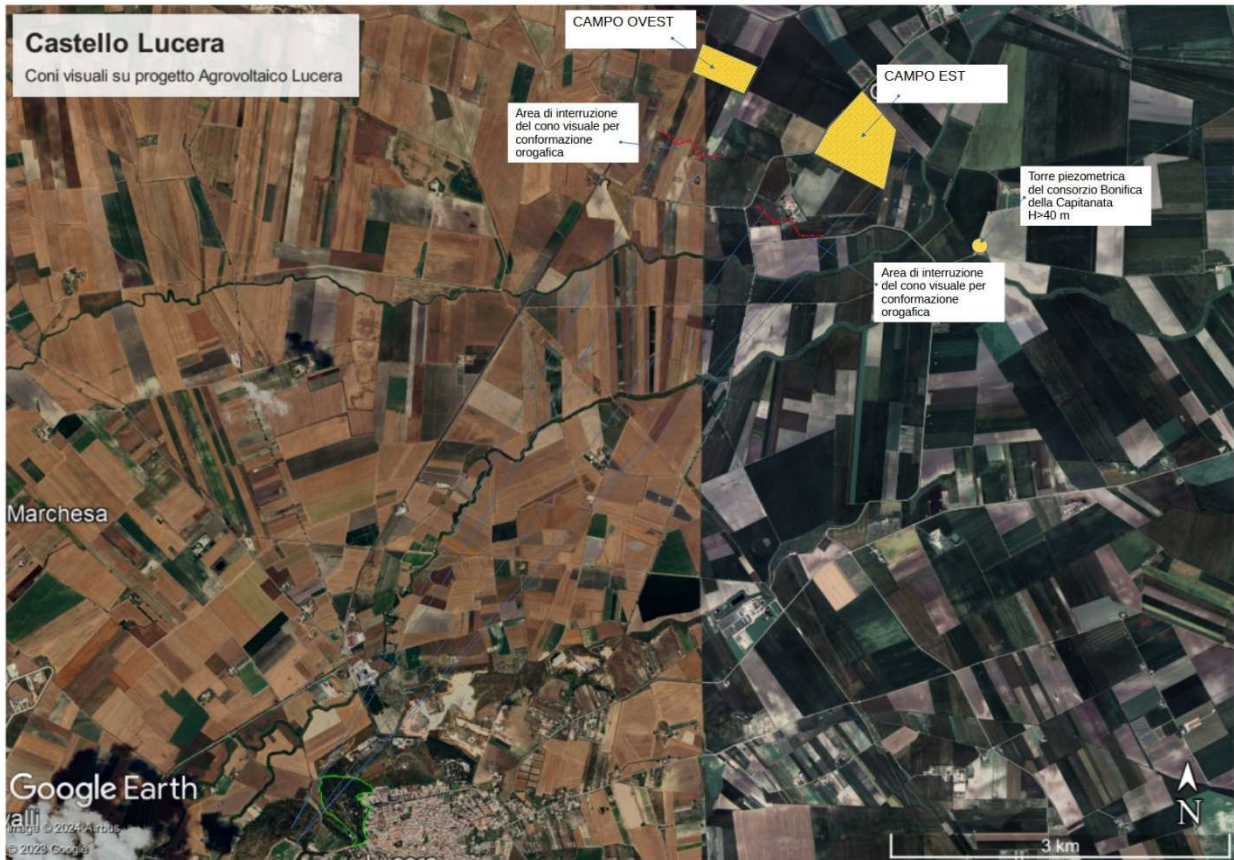 Castello Lucera
Coni visuali su progetto Agrovoltaico Lucera
CAMPO OVEST
CAMPO EST
Area di interruzione
del cono visuale per
conformazione
orogafica
Torre piezometrica
del consorzio Bonifica
della Capitanata
H>40 m
Area di interruzione
del cono visuale per
conformazione
orogafica
Marchesa
Google Earth
valli
Image © 2024 Airbus
© 2023 Google
N
3 km